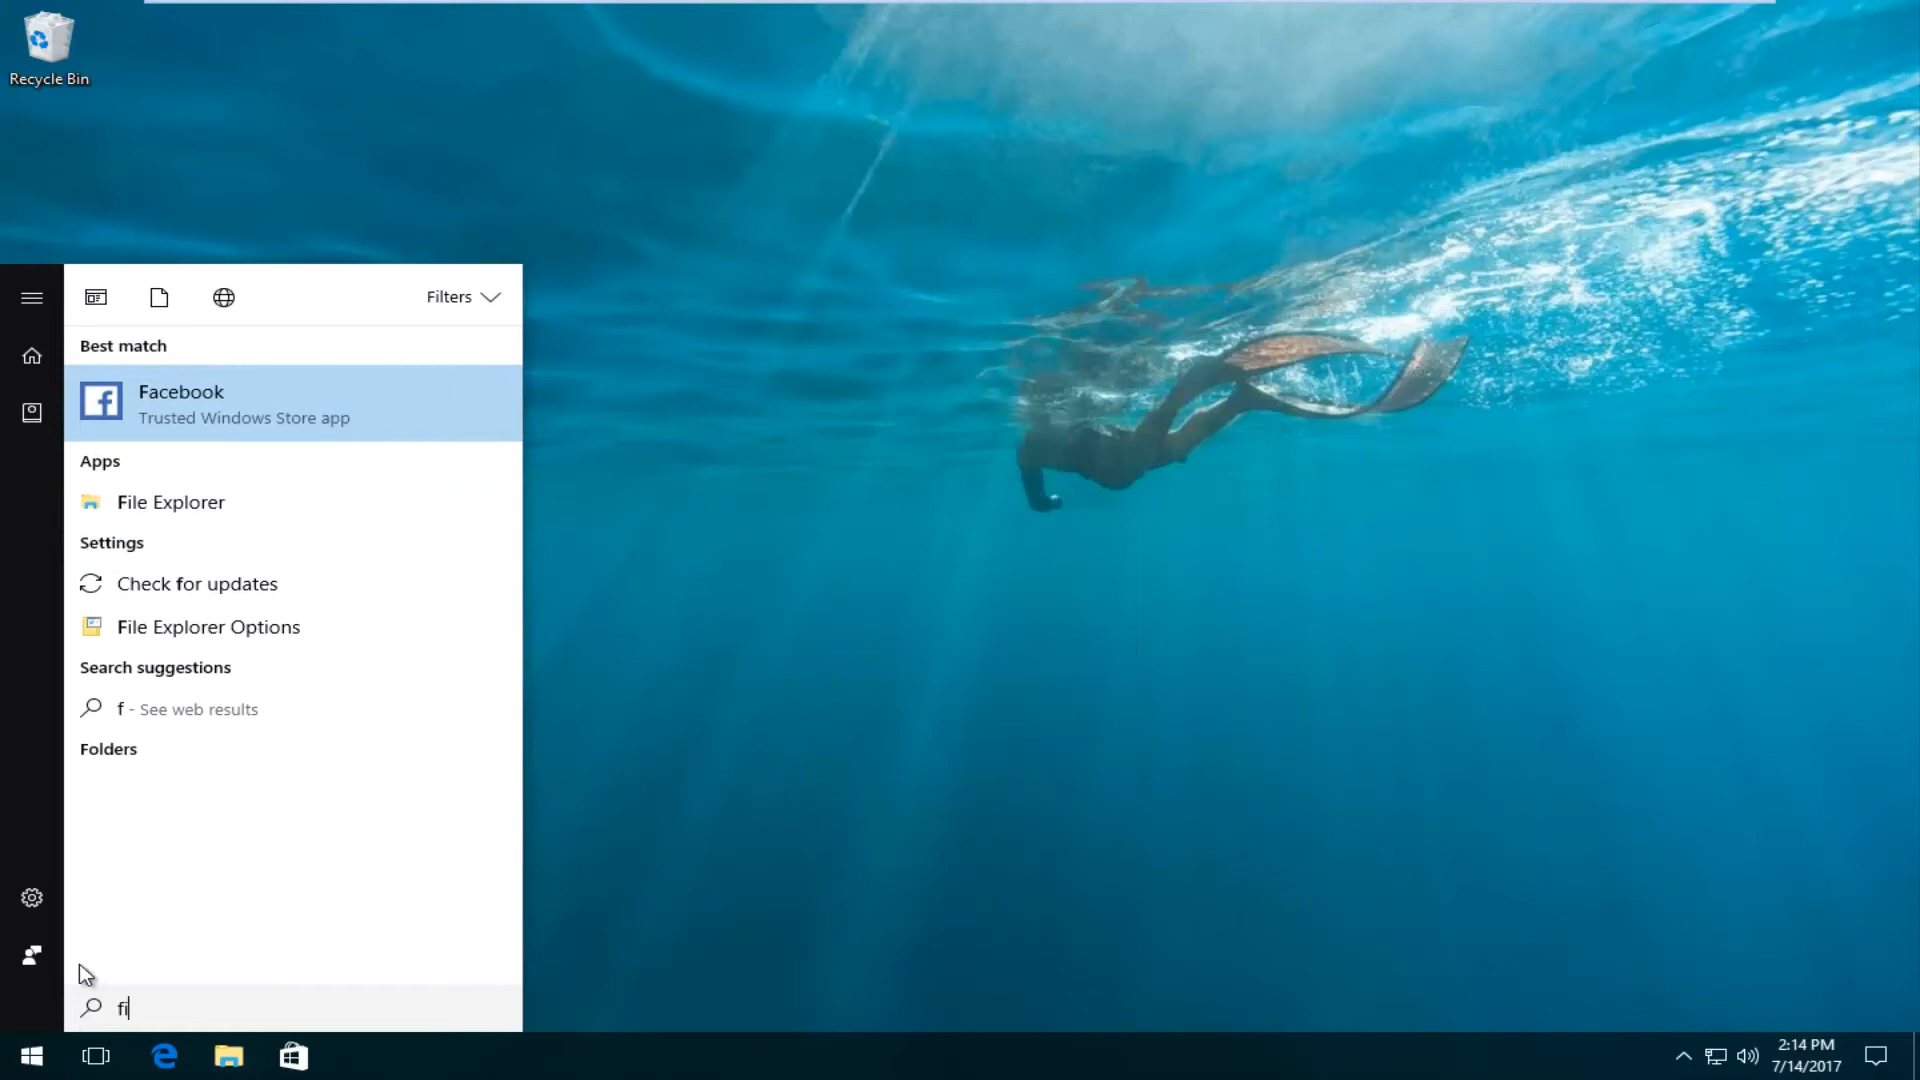 Recycle Bin
Filters
Best match
Facebook
Trusted Windows Store app
Apps
File Explorer
Settings
Check for updates
File Explorer Options
Search suggestions
f - See web results
Folders
fi
2:14 PM
7/14/2017